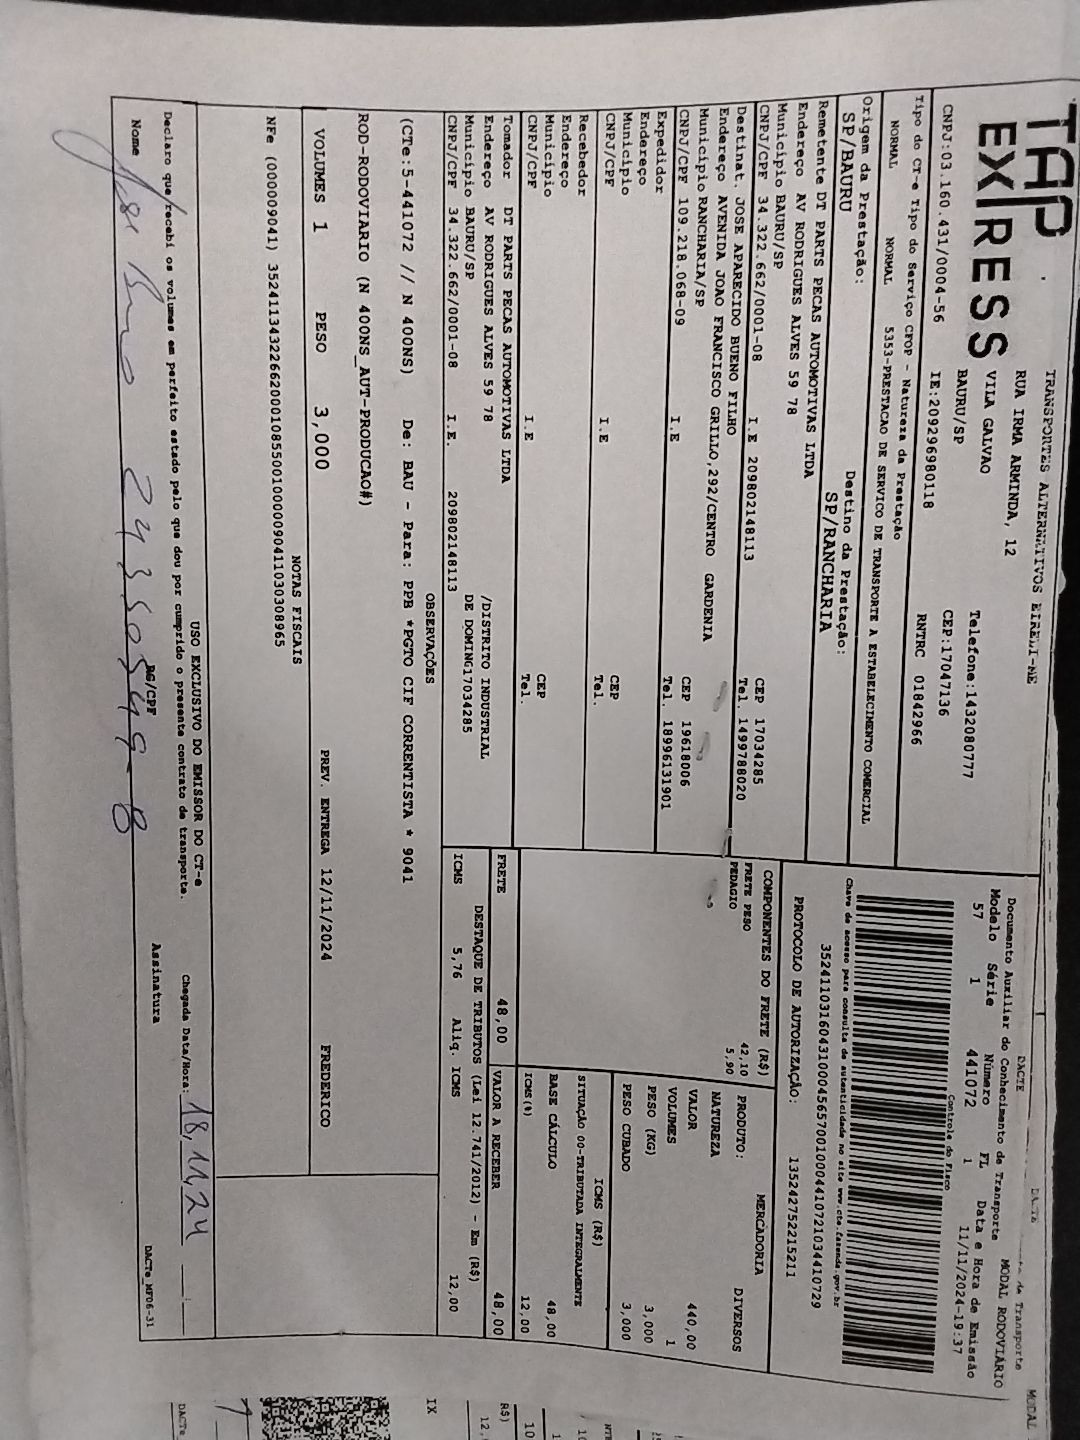 TAP
EXPRESS
TRANSPORTES ALTERNATIVOS EIRELI-ME
RUA IRMA ARMINDA, 12
VILA GALVAO Telefone:1432080777
BAURU/SP CEP:17047136
CNPJ:03.160.431/0004-56 IE:209296980118 RNTRC 01842966
Tipo do CT-e Tipo do Serviço CFOP - Natureza da Prestação
NORMAL NORMAL 5353-PRESTACAO DE SERVICO DE TRANSPORTE A ESTABELECIMENTO COMERCIAL
Origem da Prestação: Destino da Prestação:
SP/BAURU SP/RANCHARIA
Remetente DT PARTS PECAS AUTOMOTIVAS LTDA
Endereço AV RODRIGUES ALVES 59 78
Município BAURU/SP CEP 17034285
CNPJ/CPF 34.322.662/0001-08 I.E 209802148113 Tel. 1499788020
Destinat. JOSE APARECIDO BUENO FILHO
Endereço AVENIDA JOAO FRANCISCO GRILLO,292/CENTRO GARDENIA
Município RANCHARIA/SP CEP 19618006
CNPJ/CPF 109.218.068-09 I.E Tel. 18996131901
Expedidor
Endereço
Município CEP
CNPJ/CPF I.E Tel.
Recebedor
Endereço
Município CEP
CNPJ/CPF I.E Tel.
Tomador DT PARTS PECAS AUTOMOTIVAS LTDA
Endereço AV RODRIGUES ALVES 59 78 /DISTRITO INDUSTRIAL
Município BAURU/SP DE DOMING17034285
CNPJ/CPF 34.322.662/0001-08 I.E. 209802148113
DACTE
Documento Auxiliar do Conhecimento de Transporte MODAL RODOVIÁRIO
Modelo Série Número FL Data e Hora de Emissão
57 1 441072 1 11/11/2024-19:37
Controle do Fisco
Chave de acesso para consulta de autenticidade no site www.cte.fazenda.gov.br
35241103160431000456570010004410721034410729
PROTOCOLO DE AUTORIZAÇÃO: 135242752215211
COMPONENTES DO FRETE (R$)
FRETE PESO 42,10
PEDAGIO 5,90
PRODUTO: MERCADORIA
NATUREZA DIVERSOS
VALOR 440,00
VOLUMES 1
PESO (KG) 3,000
PESO CUBADO 3,000
ICMS (R$)
SITUAÇÃO 00-TRIBUTADA INTEGRALMENTE
BASE CÁLCULO 48,00
ICMS(%) 12,00
FRETE 48,00 VALOR A RECEBER 48,00
DESTAQUE DE TRIBUTOS (Lei 12.741/2012) - Em (R$)
ICMS 5,76 Aliq. ICMS 12,00
OBSERVAÇÕES
(CTe:5-441072 // N 400NS) De: BAU - Para: PPB *PGTO CIF CORRENTISTA * 9041
ROD-RODOVIARIO (N 400NS_AUT-PRODUCAO#)
VOLUMES 1 PESO 3,000 PREV. ENTREGA 12/11/2024 FREDERICO
NOTAS FISCAIS
NFe (000009041) 35241134322662000108550010000090411030308965
USO EXCLUSIVO DO EMISSOR DO CT-e
Declaro que recebi os volumes em perfeito estado pelo que dou por cumprido o presente contrato de transporte. Chegada Data/Hora: 18/11/24
Nome RG/CPF Assinatura
DACTe_MF06-31